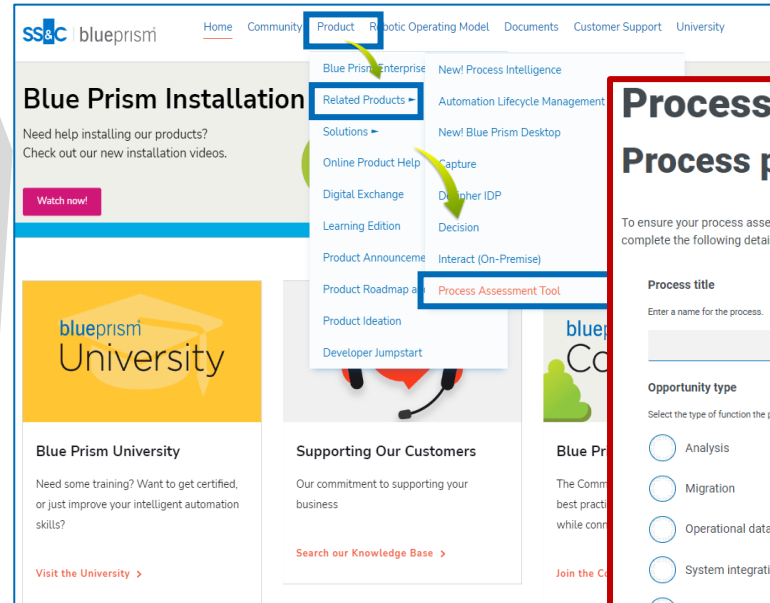 SS&C | blueprism
Home Community Product Robotic Operating Model Documents Customer Support University
Blue Prism Installation
Need help installing our products?
Check out our new installation videos.
Watch now!
Blue Prism Enterprise
Related Products
Solutions
Online Product Help
Digital Exchange
Learning Edition
Product Announceme
Product Roadmap a
Product Ideation
Developer Jumpstart
New! Process Intelligence
Automation Lifecycle Management
New! Blue Prism Desktop
Capture
Decipher IDP
Decision
Interact (On-Premise)
Process Assessment Tool
blueprism
University
Blue Prism University
Need some training? Want to get certified,
or just improve your intelligent automation
skills?
Visit the University >
Supporting Our Customers
Our commitment to supporting your
business
Search our Knowledge Base >
bluep
Co
Blue Pr
The Comm
best practi
while conn
Join the Co
Process
Process p
To ensure your process asse
complete the following detai
Process title
Enter a name for the process.
Opportunity type
Select the type of function the p
Analysis
Migration
Operational data
System integrati